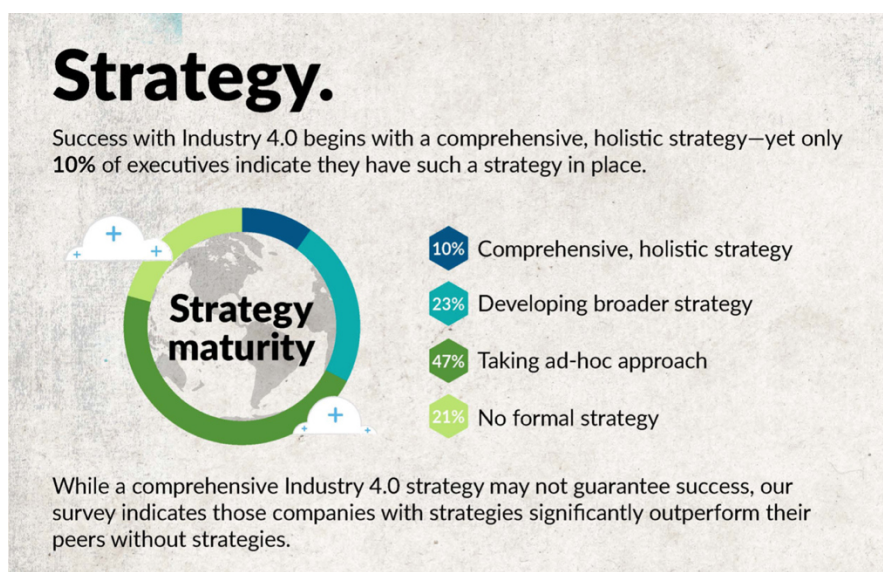 Strategy.
Success with Industry 4.0 begins with a comprehensive, holistic strategy—yet only
10% of executives indicate they have such a strategy in place.
Strategy
maturity
10% Comprehensive, holistic strategy
23% Developing broader strategy
47% Taking ad-hoc approach
21% No formal strategy
While a comprehensive Industry 4.0 strategy may not guarantee success, our
survey indicates those companies with strategies significantly outperform their
peers without strategies.